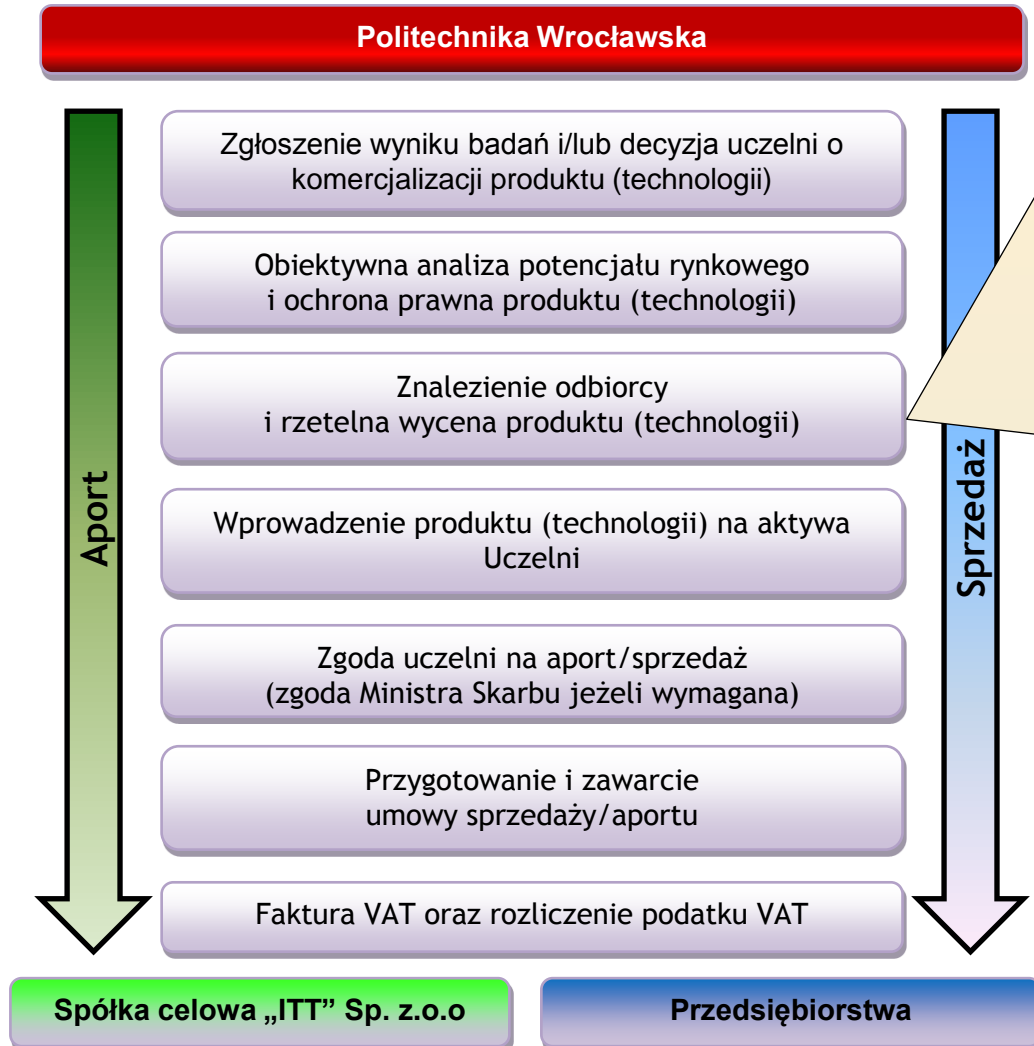 Politechnika Wrocławska
Zgłoszenie wyniku badań i/lub decyzja uczelni o
komercjalizacji produktu (technologii)
Obiektywna analiza potencjału rynkowego
i ochrona prawna produktu (technologii)
Znalezienie odbiorcy
i rzetelna wycena produktu (technologii)
Wprowadzenie produktu (technologii) na aktywa
Uczelni
Zgoda uczelni na aport/sprzedaż
(zgoda Ministra Skarbu jeżeli wymagana)
Przygotowanie i zawarcie
umowy sprzedaży/aportu
Faktura VAT oraz rozliczenie podatku VAT
Aport
Sprzedaż
Spółka celowa „ITT” Sp. z.o.o
Przedsiębiorstwa